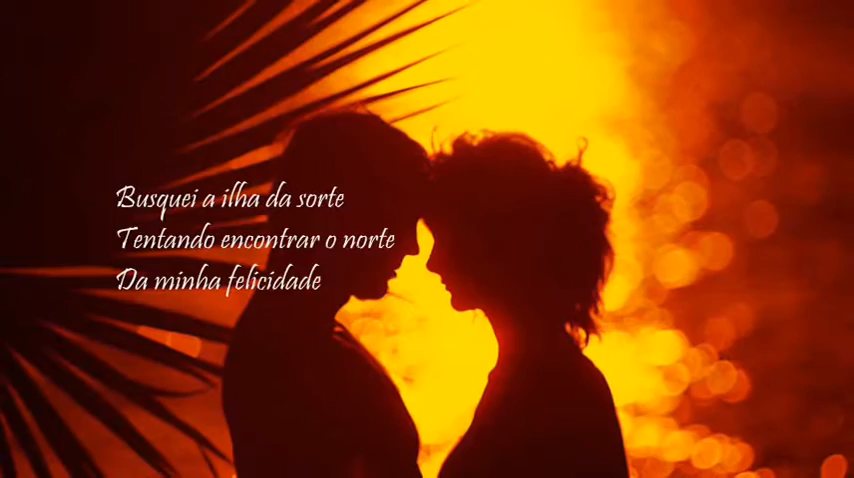 Busquei a ilha da sorte
Tentando encontrar o norte
Da minha felicidade